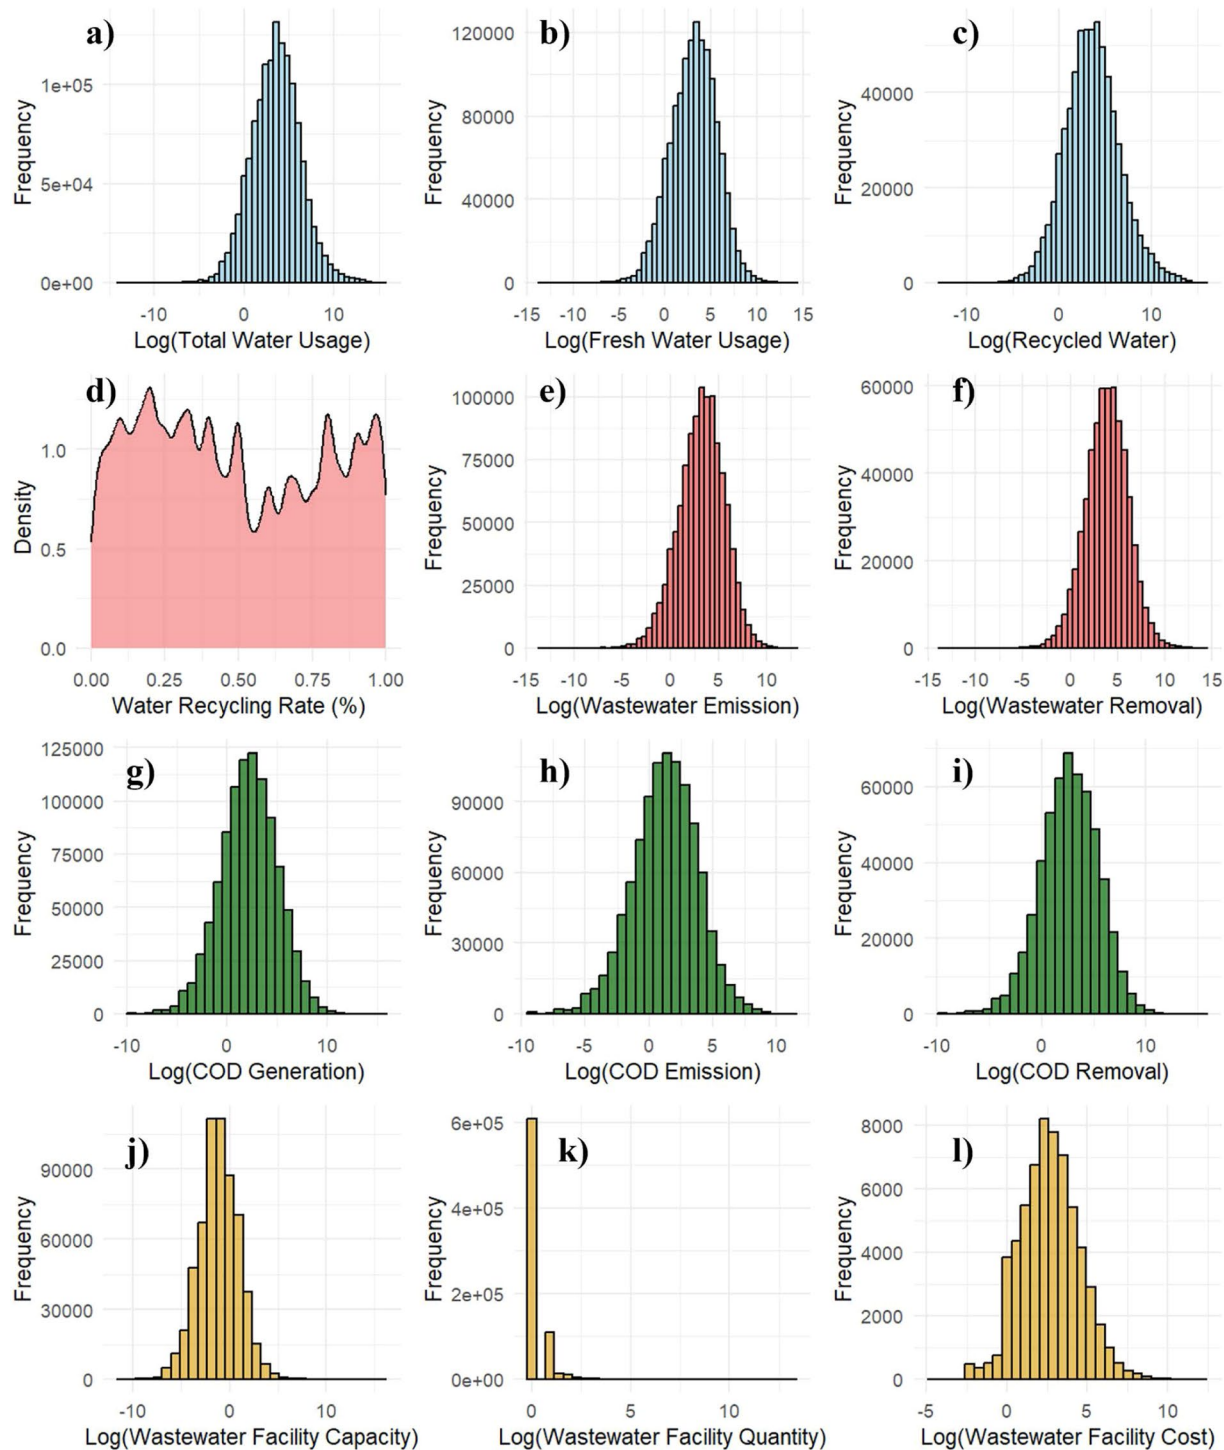 a)
1e+05
5e+04
0e+00
Frequency
-10 0 10
Log(Total Water Usage)
b)
120000
80000
40000
0
Frequency
-15 -10 -5 0 5 10 15
Log(Fresh Water Usage)
c)
40000
20000
0
Frequency
-10 0 10
Log(Recycled Water)
d)
1.0
0.5
0.0
Density
0.00 0.25 0.50 0.75 1.00
Water Recycling Rate (%)
e)
100000
75000
50000
25000
0
Frequency
-15 -10 -5 0 5 10
Log(Wastewater Emission)
f)
60000
40000
20000
0
Frequency
-15 -10 -5 0 5 10 15
Log(Wastewater Removal)
g)
125000
100000
75000
50000
25000
0
Frequency
-10 0 10
Log(COD Generation)
h)
90000
60000
30000
0
Frequency
-10 -5 0 5 10
Log(COD Emission)
i)
60000
40000
20000
0
Frequency
-10 0 10
Log(COD Removal)
j)
90000
60000
30000
0
Frequency
-10 0 10
Log(Wastewater Facility Capacity)
k)
6e+05
4e+05
2e+05
0e+00
Frequency
0 5 10
Log(Wastewater Facility Quantity)
l)
8000
6000
4000
2000
0
Frequency
-5 0 5 10
Log(Wastewater Facility Cost)